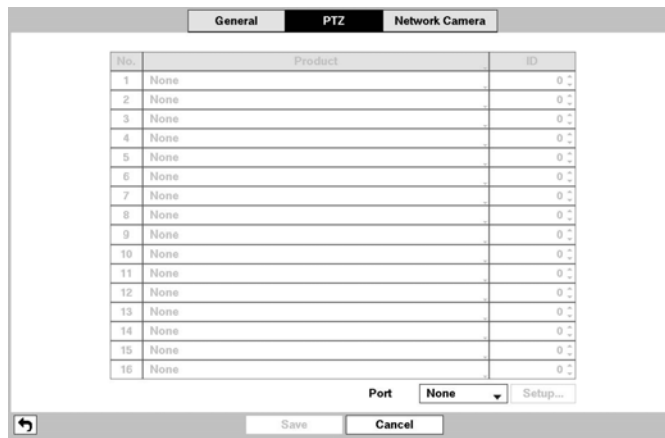 General PTZ Network Camera
No. Product ID
1 None 0
2 None 0
3 None 0
4 None 0
5 None 0
6 None 0
7 None 0
8 None 0
9 None 0
10 None 0
11 None 0
12 None 0
13 None 0
14 None 0
15 None 0
16 None 0
Port None Setup...
Save Cancel